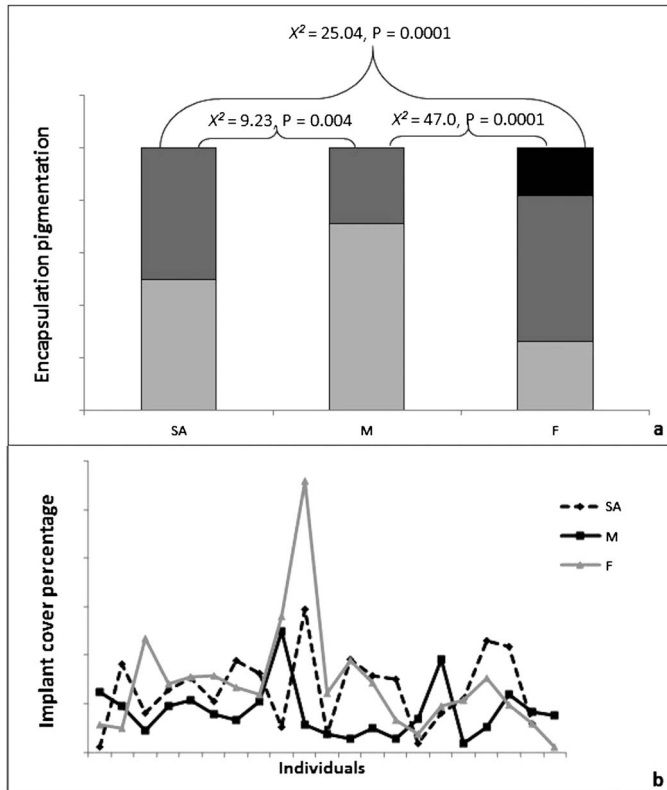 X² = 25.04, P = 0.0001
X² = 9.23, P = 0.004
X² = 47.0, P = 0.0001
Encapsulation pigmentation
SA
M
F
a
Implant cover percentage
SA
M
F
Individuals
b